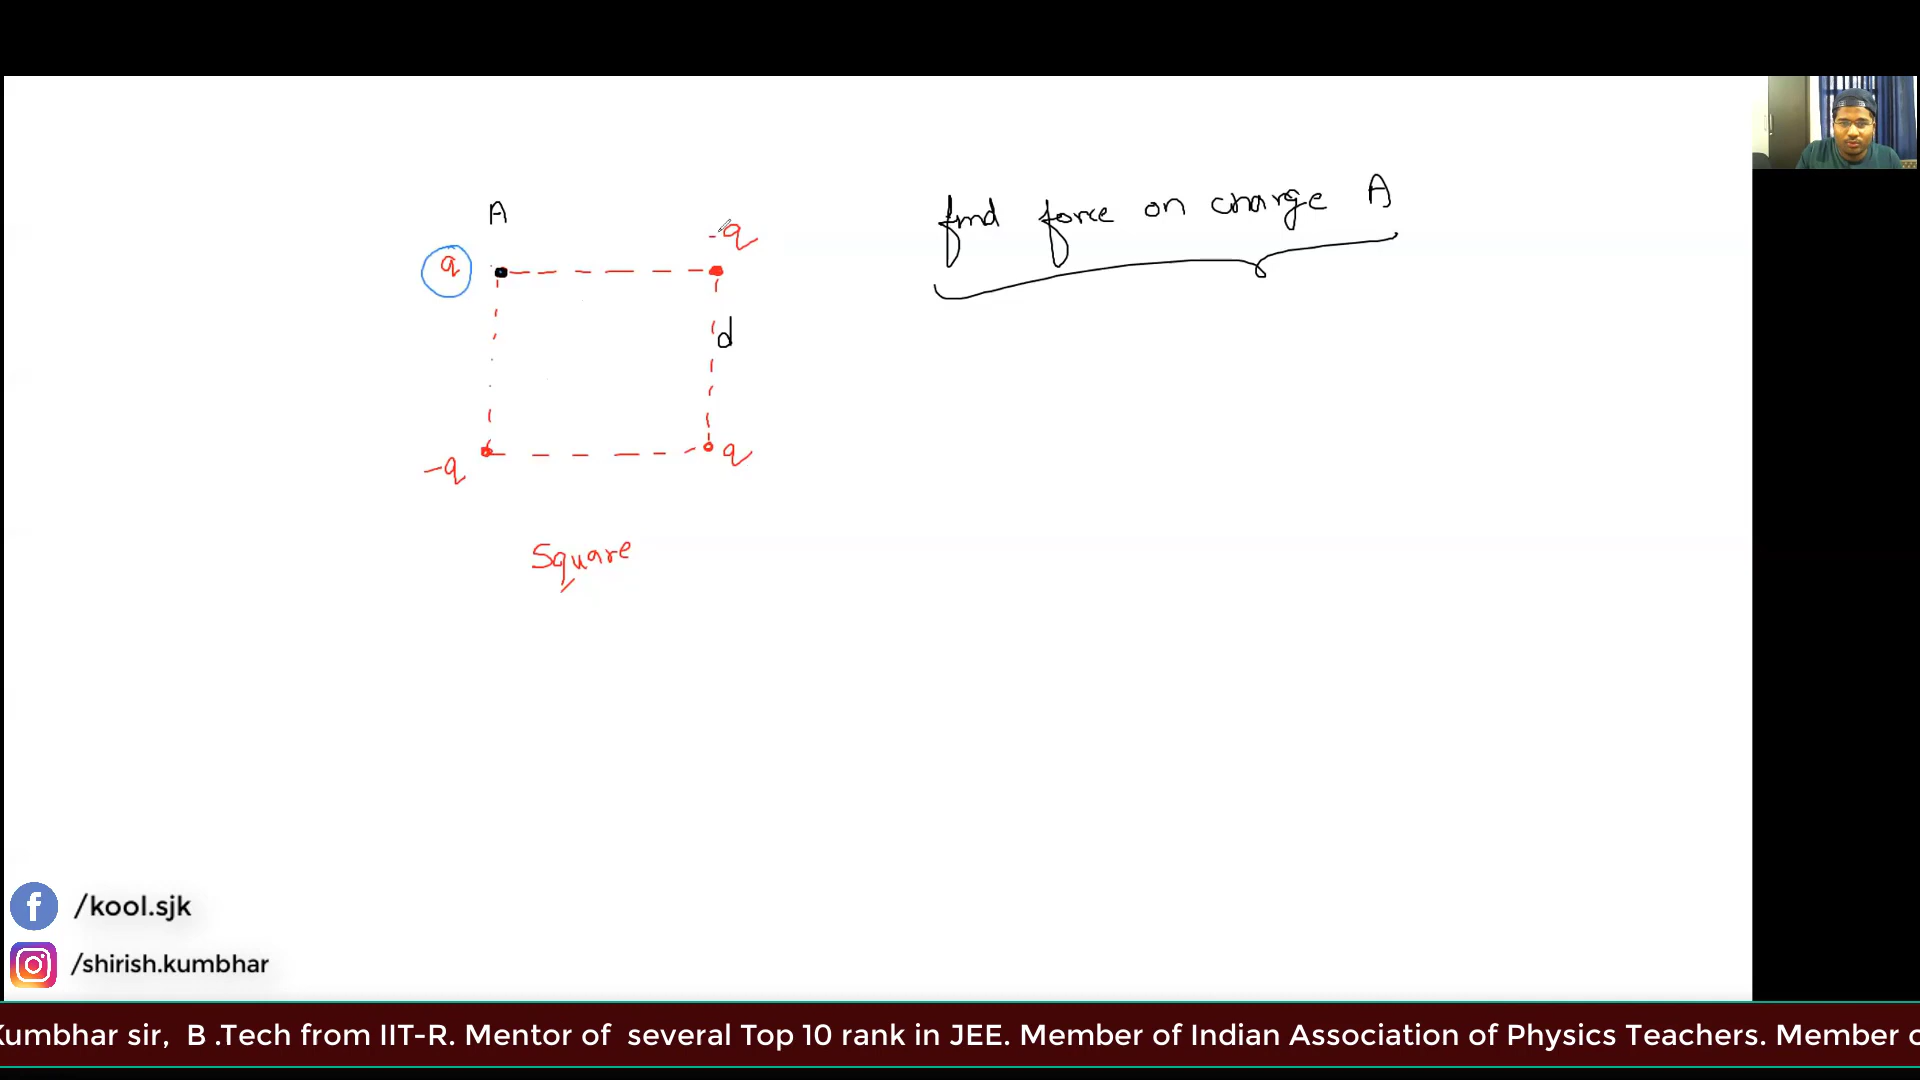 find force on charge A
A
q
-q
d
-q
q
Square
/kool.sjk
/shirish.kumbhar
Kumbhar sir, B .Tech from IIT-R. Mentor of several Top 10 rank in JEE. Member of Indian Association of Physics Teachers. Member